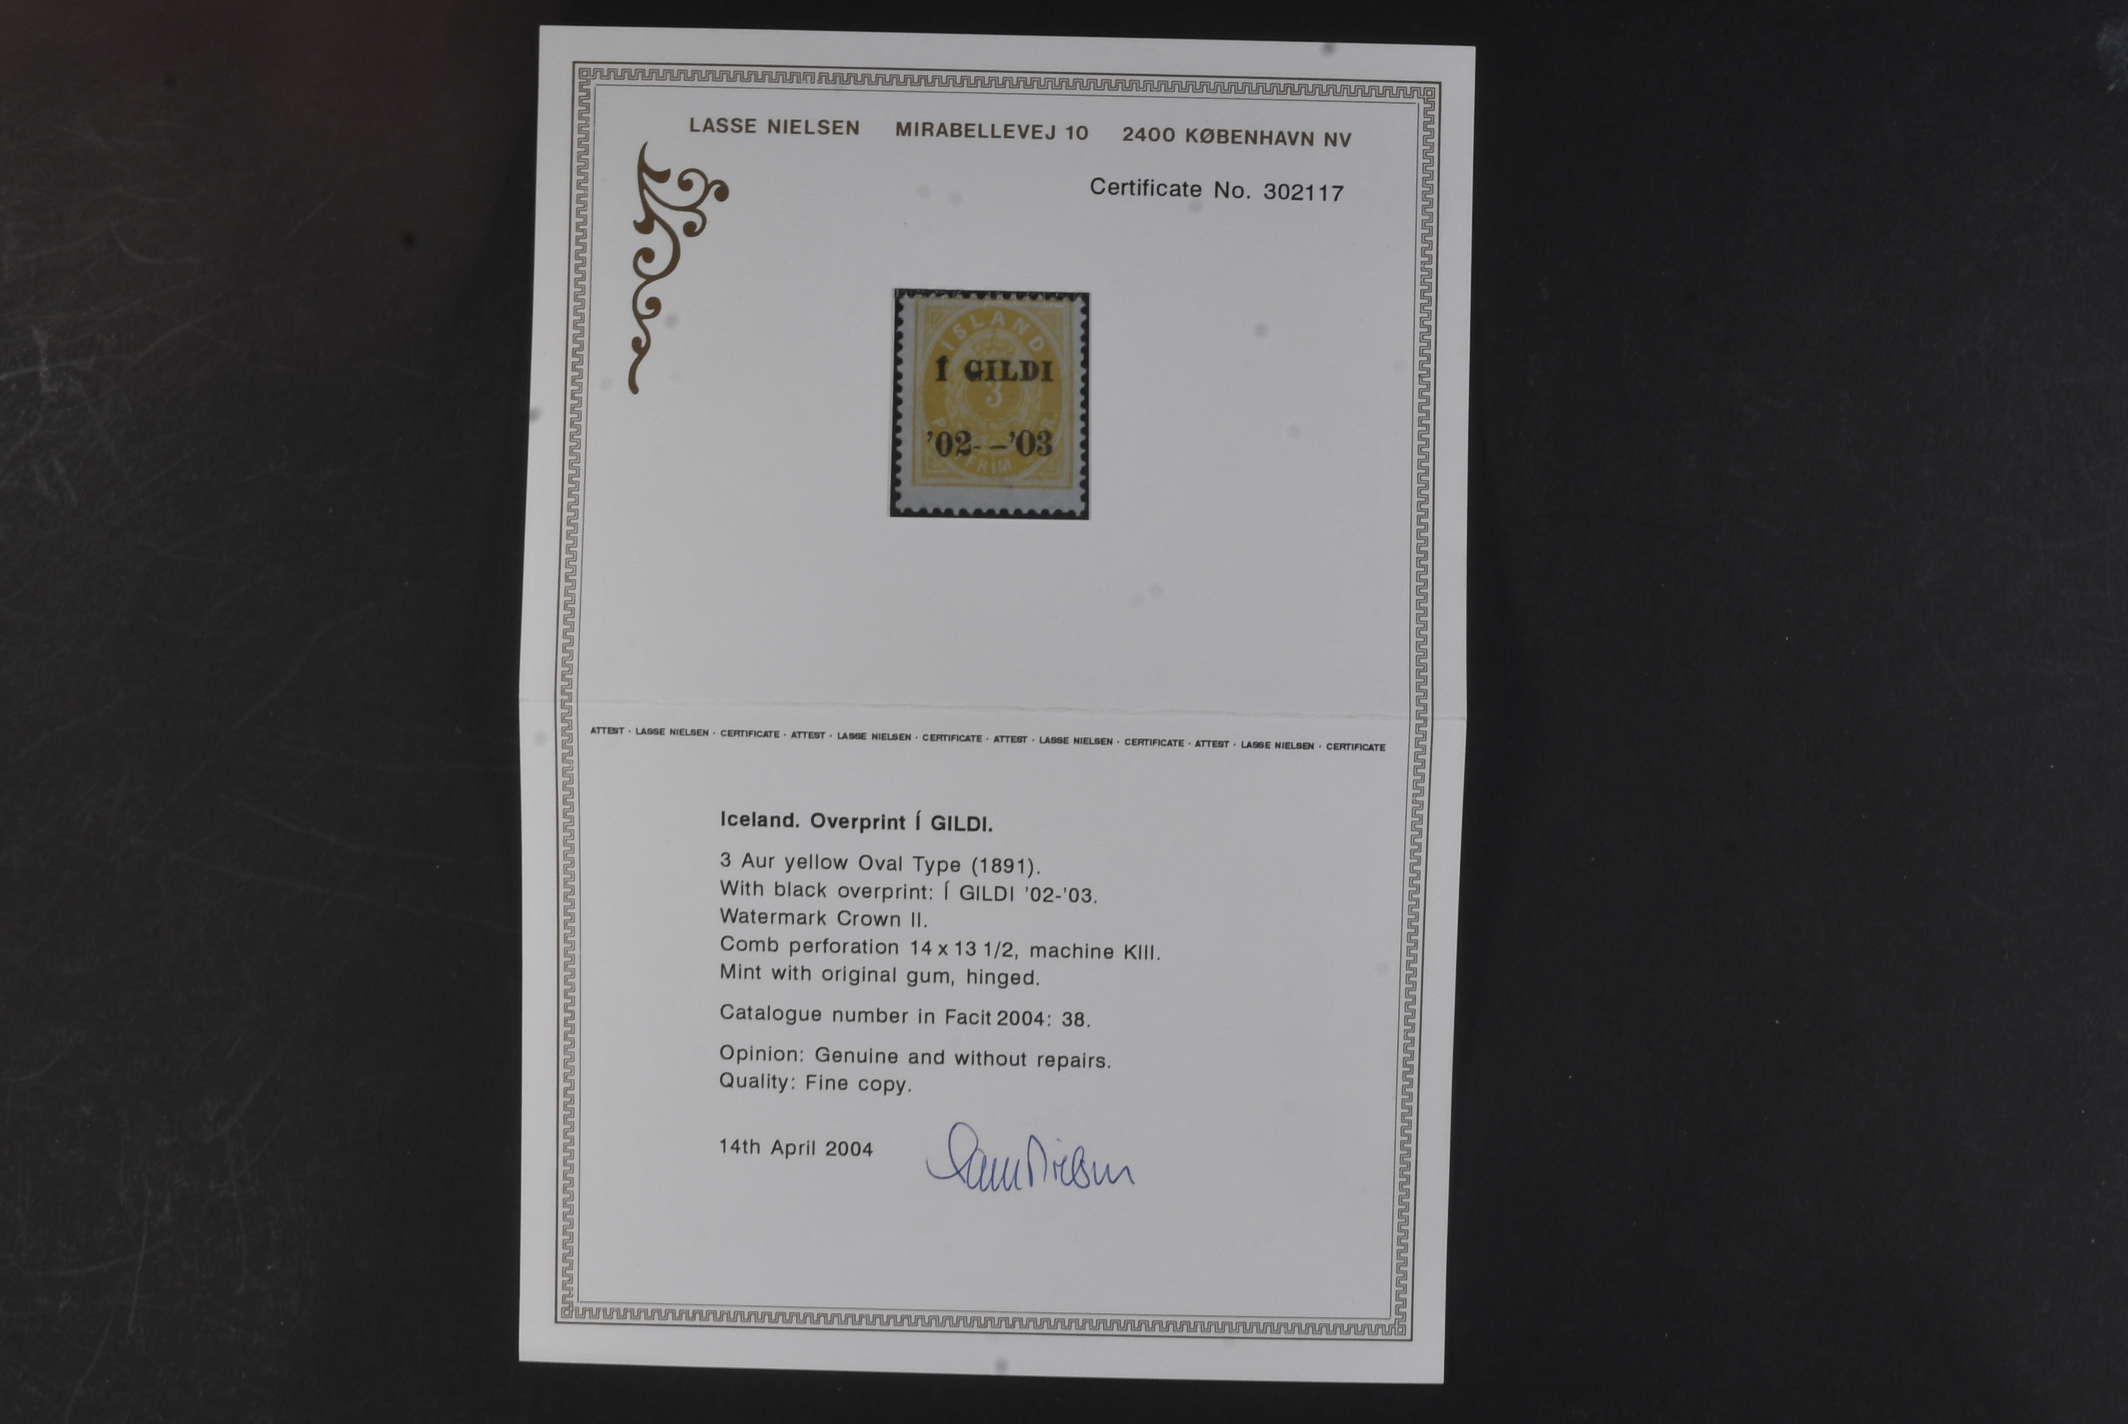 LASSE NIELSEN MIRABELLEVEJ 10 2400 KØBENHAVN NV
Certificate No. 302117
ISLAND
Í GILDI
3
'02--'03
FRIM
ATTEST · LASSE NIELSEN · CERTIFICATE · ATTEST · LASSE NIELSEN · CERTIFICATE · ATTEST · LASSE NIELSEN · CERTIFICATE · ATTEST · LASSE NIELSEN · CERTIFICATE
Iceland. Overprint Í GILDI.
3 Aur yellow Oval Type (1891).
With black overprint: Í GILDI '02-'03.
Watermark Crown II.
Comb perforation 14 x 13 1/2, machine KIII.
Mint with original gum, hinged.
Catalogue number in Facit 2004: 38.
Opinion: Genuine and without repairs.
Quality: Fine copy.
14th April 2004 Lasse Nielsen